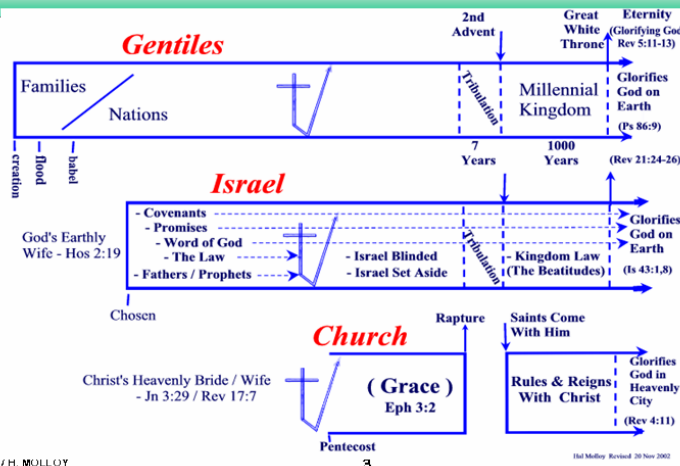 Gentiles
2nd
Advent
Great
White
Throne
Eternity
(Glorifying God
Rev 5:11-13)
Families
Nations
Tribulation
Millennial
Kingdom
Glorifies
God on
Earth
(Ps 86:9)
creation
flood
babel
7
Years
1000
Years
(Rev 21:24-26)
Israel
God's Earthly
Wife - Hos 2:19
- Covenants
- Promises
- Word of God
- The Law
- Fathers / Prophets
- Israel Blinded
- Israel Set Aside
Tribulation
- Kingdom Law
(The Beatitudes)
Glorifies
God on
Earth
(Is 43:1,8)
Chosen
Church
Rapture
Saints Come
With Him
Christ's Heavenly Bride / Wife
- Jn 3:29 / Rev 17:7
( Grace )
Eph 3:2
Rules & Reigns
With Christ
Glorifies
God in
Heavenly
City
(Rev 4:11)
Pentecost
Hal Molloy Revised 20 Nov 2002
/ H. MOLLOY
3